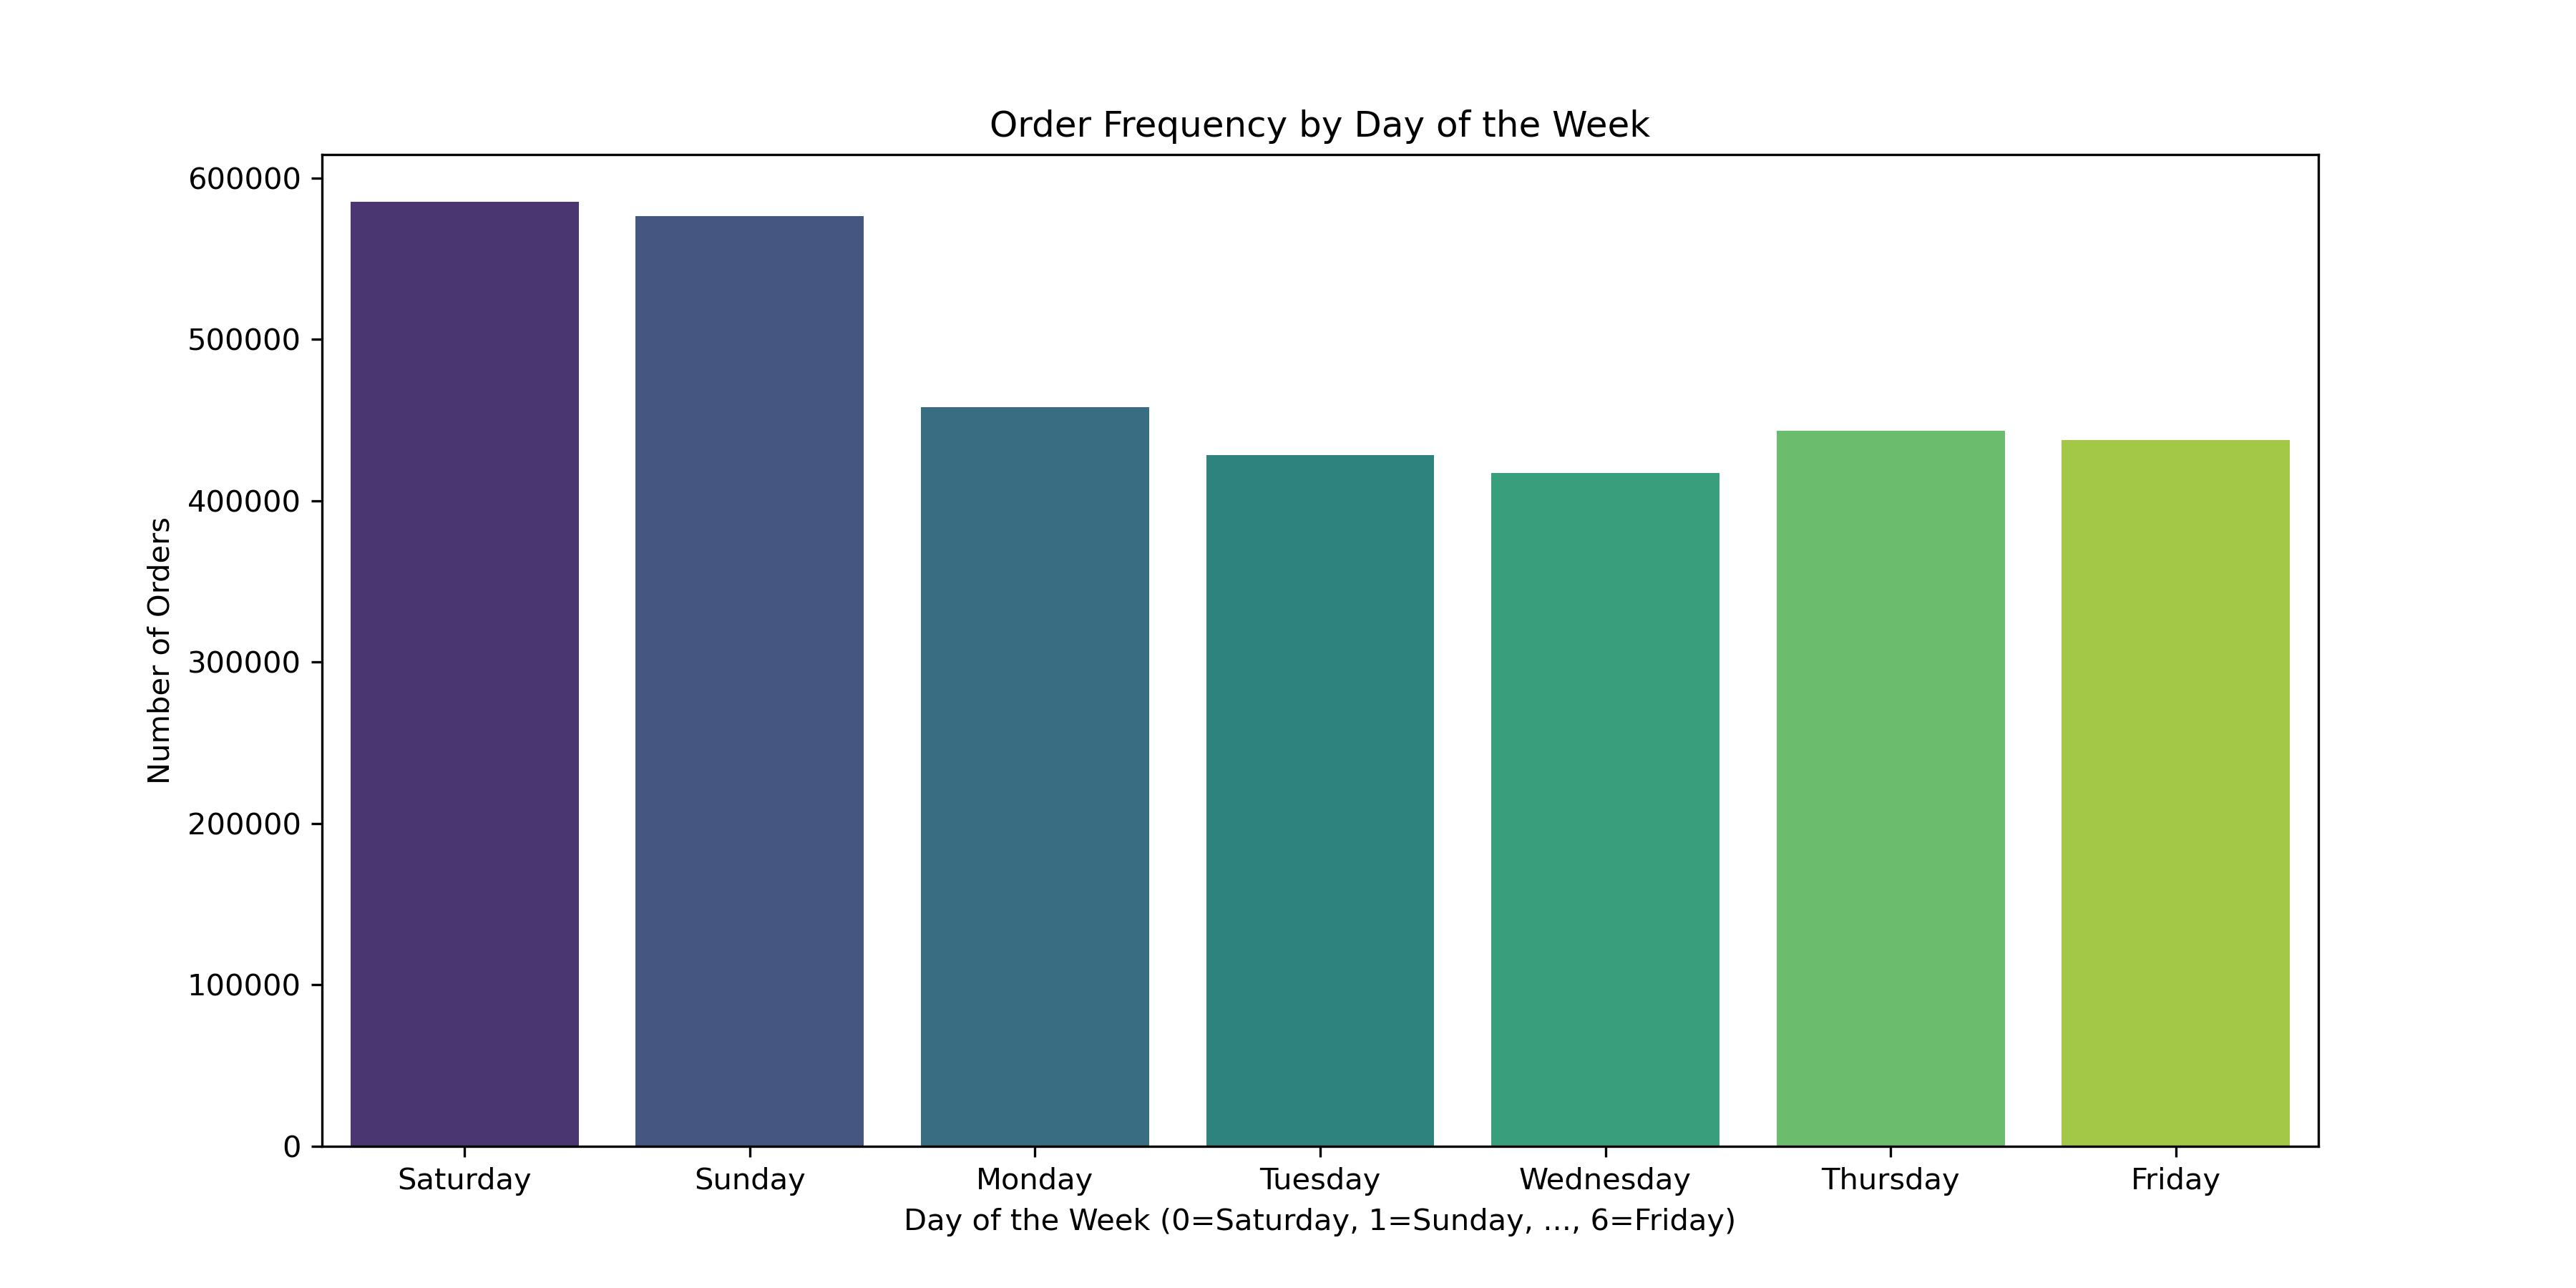 Order Frequency by Day of the Week
600000
500000
400000
300000
200000
100000
0
Number of Orders
Saturday Sunday Monday Tuesday Wednesday Thursday Friday
Day of the Week (0=Saturday, 1=Sunday, ..., 6=Friday)